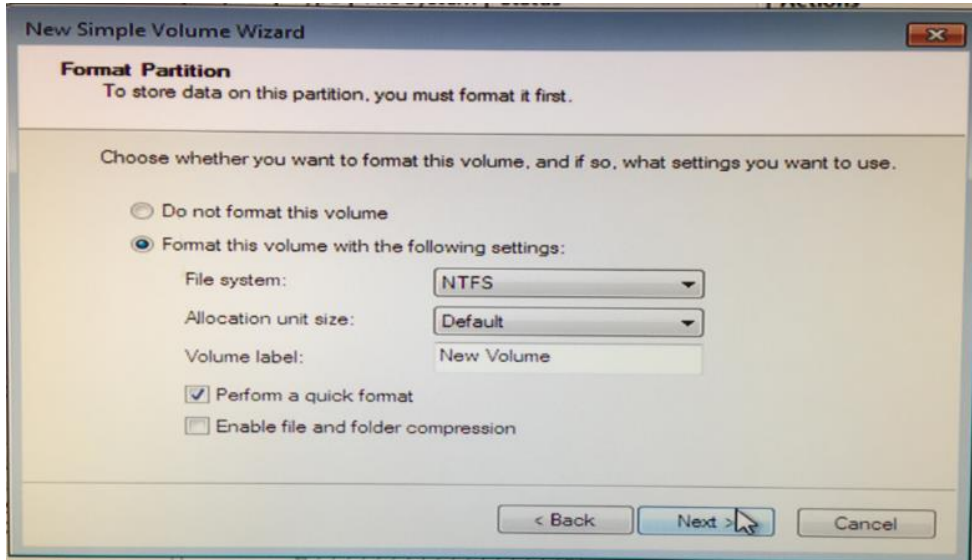 New Simple Volume Wizard
Format Partition
To store data on this partition, you must format it first.
Choose whether you want to format this volume, and if so, what settings you want to use.
Do not format this volume
Format this volume with the following settings:
File system: NTFS
Allocation unit size: Default
Volume label: New Volume
Perform a quick format
Enable file and folder compression
< Back Next > Cancel